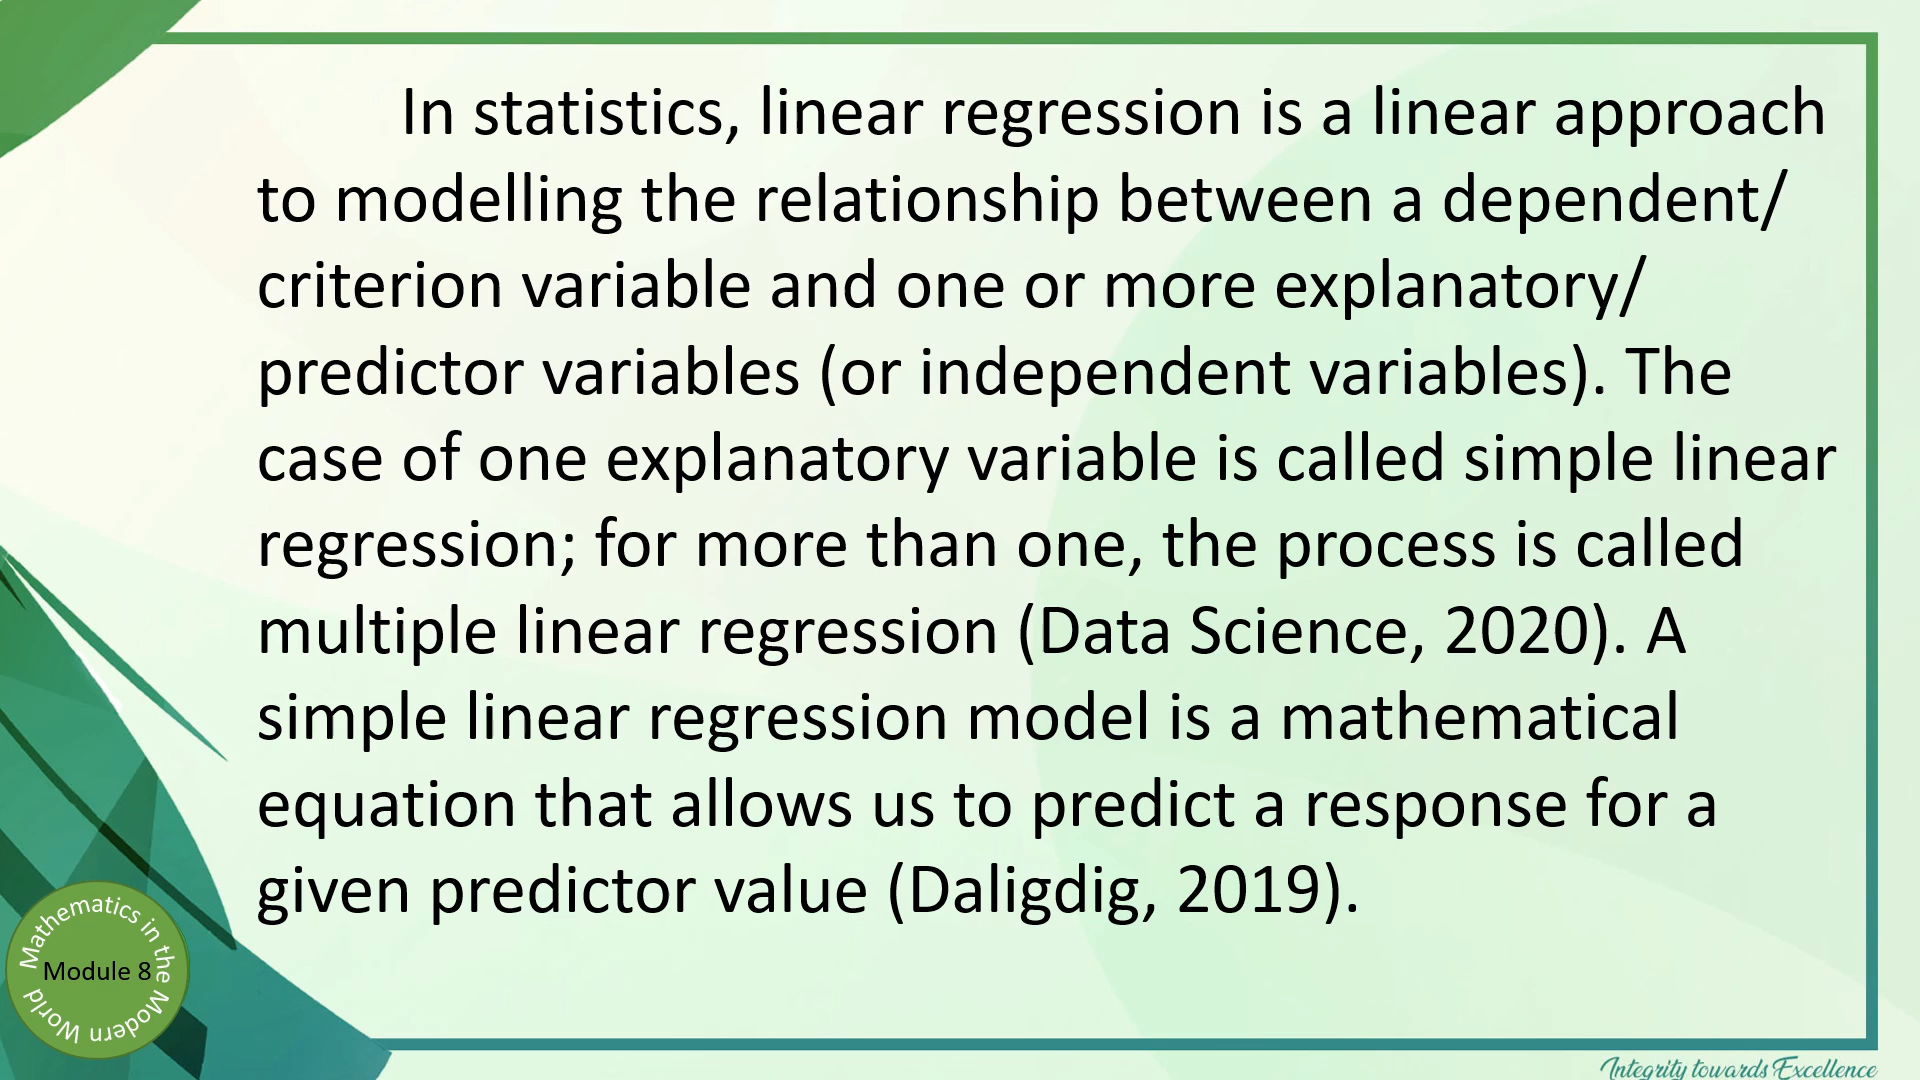 In statistics, linear regression is a linear approach
to modelling the relationship between a dependent/
criterion variable and one or more explanatory/
predictor variables (or independent variables). The
case of one explanatory variable is called simple linear
regression; for more than one, the process is called
multiple linear regression (Data Science, 2020). A
simple linear regression model is a mathematical
equation that allows us to predict a response for a
given predictor value (Daligdig, 2019).
Mathematics in the Modern World
Module 8
Integrity towards Excellence